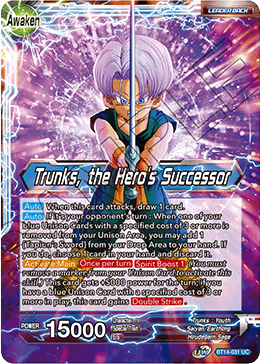 Awaken
LEADER BACK
Trunks, the Hero's Successor
Auto When this card attacks, draw 1 card.
Auto If it's your opponent's turn : When one of your
blue Unison Cards with a specified cost of 3 or more is
removed from your Unison Area, you may add 1
{Tapion's Sword} from your Drop Area to your hand. If
you do, choose 1 card in your hand and discard it.
Activate: Main Once per turn Spirit Boost 1 (You must
remove a marker from your Unison Card to activate this
skill.) This card gets +5000 power for the turn, if you
have a blue Unison Card with a specified cost of 3 or
more in play, this card gains Double Strike.
POWER 15000
Character Trunks : Youth
Special Trait Saiyan Earthling
Era Hirudegarn Saga
BT14-031 UC